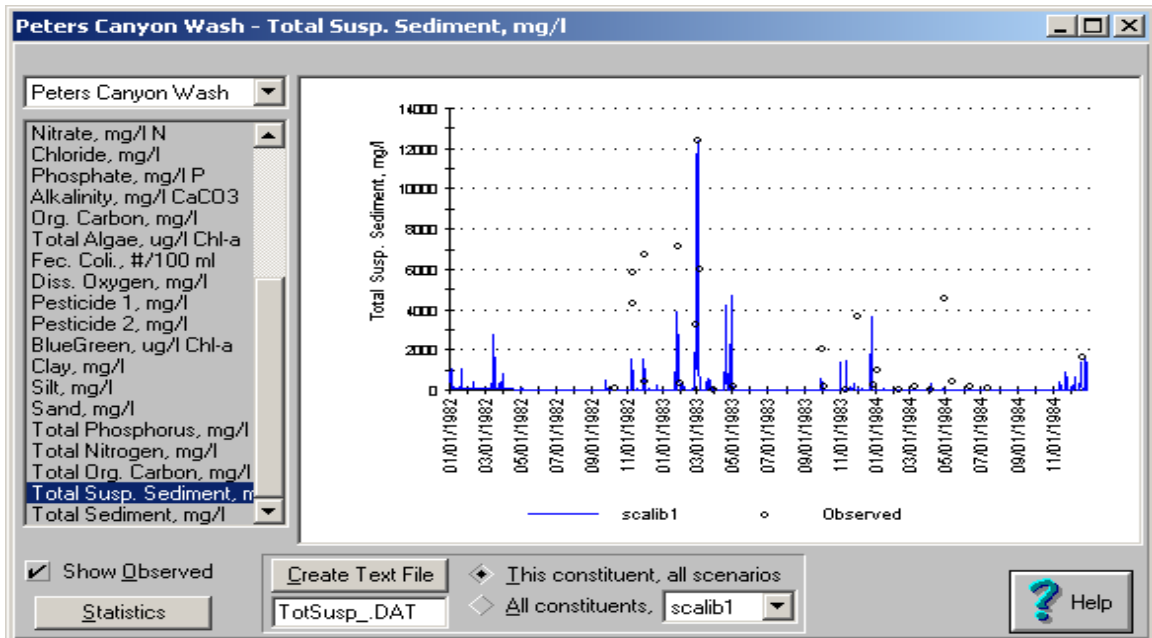 Peters Canyon Wash - Total Susp. Sediment, mg/l
Peters Canyon Wash
Nitrate, mg/l N
Chloride, mg/l
Phosphate, mg/l P
Alkalinity, mg/l CaCO3
Org. Carbon, mg/l
Total Algae, ug/l Chl-a
Fec. Coli., #/100 ml
Diss. Oxygen, mg/l
Pesticide 1, mg/l
Pesticide 2, mg/l
BlueGreen, ug/l Chl-a
Clay, mg/l
Silt, mg/l
Sand, mg/l
Total Phosphorus, mg/l
Total Nitrogen, mg/l
Total Org. Carbon, mg/l
Total Susp. Sediment, m
Total Sediment, mg/l
Total Susp. Sediment, mg/l
14000
12000
10000
8000
6000
4000
2000
0
01/01/1982
03/01/1982
05/01/1982
07/01/1982
09/01/1982
11/01/1982
01/01/1983
03/01/1983
05/01/1983
07/01/1983
09/01/1983
11/01/1983
01/01/1984
03/01/1984
05/01/1984
07/01/1984
09/01/1984
11/01/1984
scalib1
Observed
Show Observed
Statistics
Create Text File
TotSusp_.DAT
This constituent, all scenarios
All constituents,
scalib1
? Help